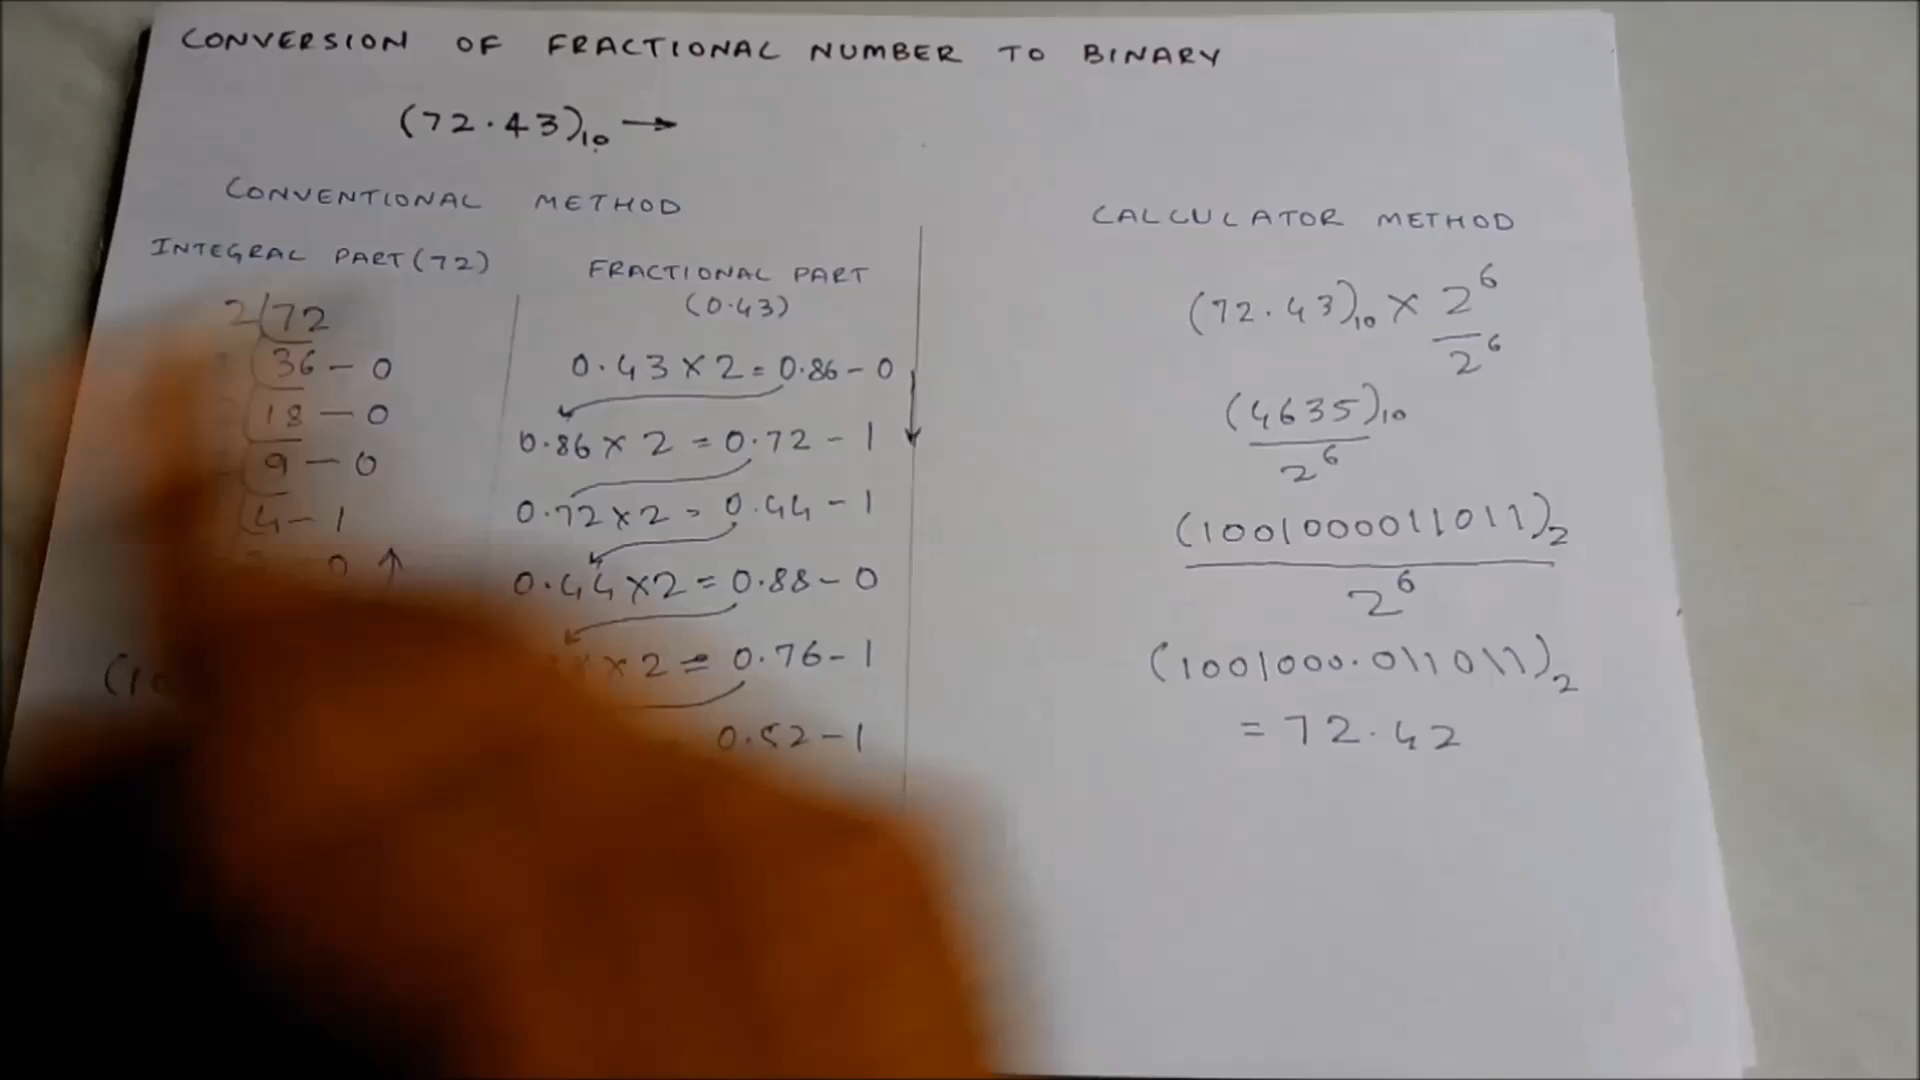 CONVERSION OF FRACTIONAL NUMBER TO BINARY
(72.43)10 →
CONVENTIONAL METHOD
INTEGRAL PART (72)
2 72
36 - 0
18 - 0
9 - 0
4 - 1
0 ↑
(10
FRACTIONAL PART
(0.43)
0.43 × 2 = 0.86 - 0
0.86 × 2 = 0.72 - 1
0.72 × 2 = 0.44 - 1
0.44 × 2 = 0.88 - 0
× 2 = 0.76 - 1
0.52 - 1
CALCULATOR METHOD
(72.43)10 × 2^6
2^6
(4635)10
2^6
(1001000011011)2
2^6
(1001000.011011)2
= 72.42